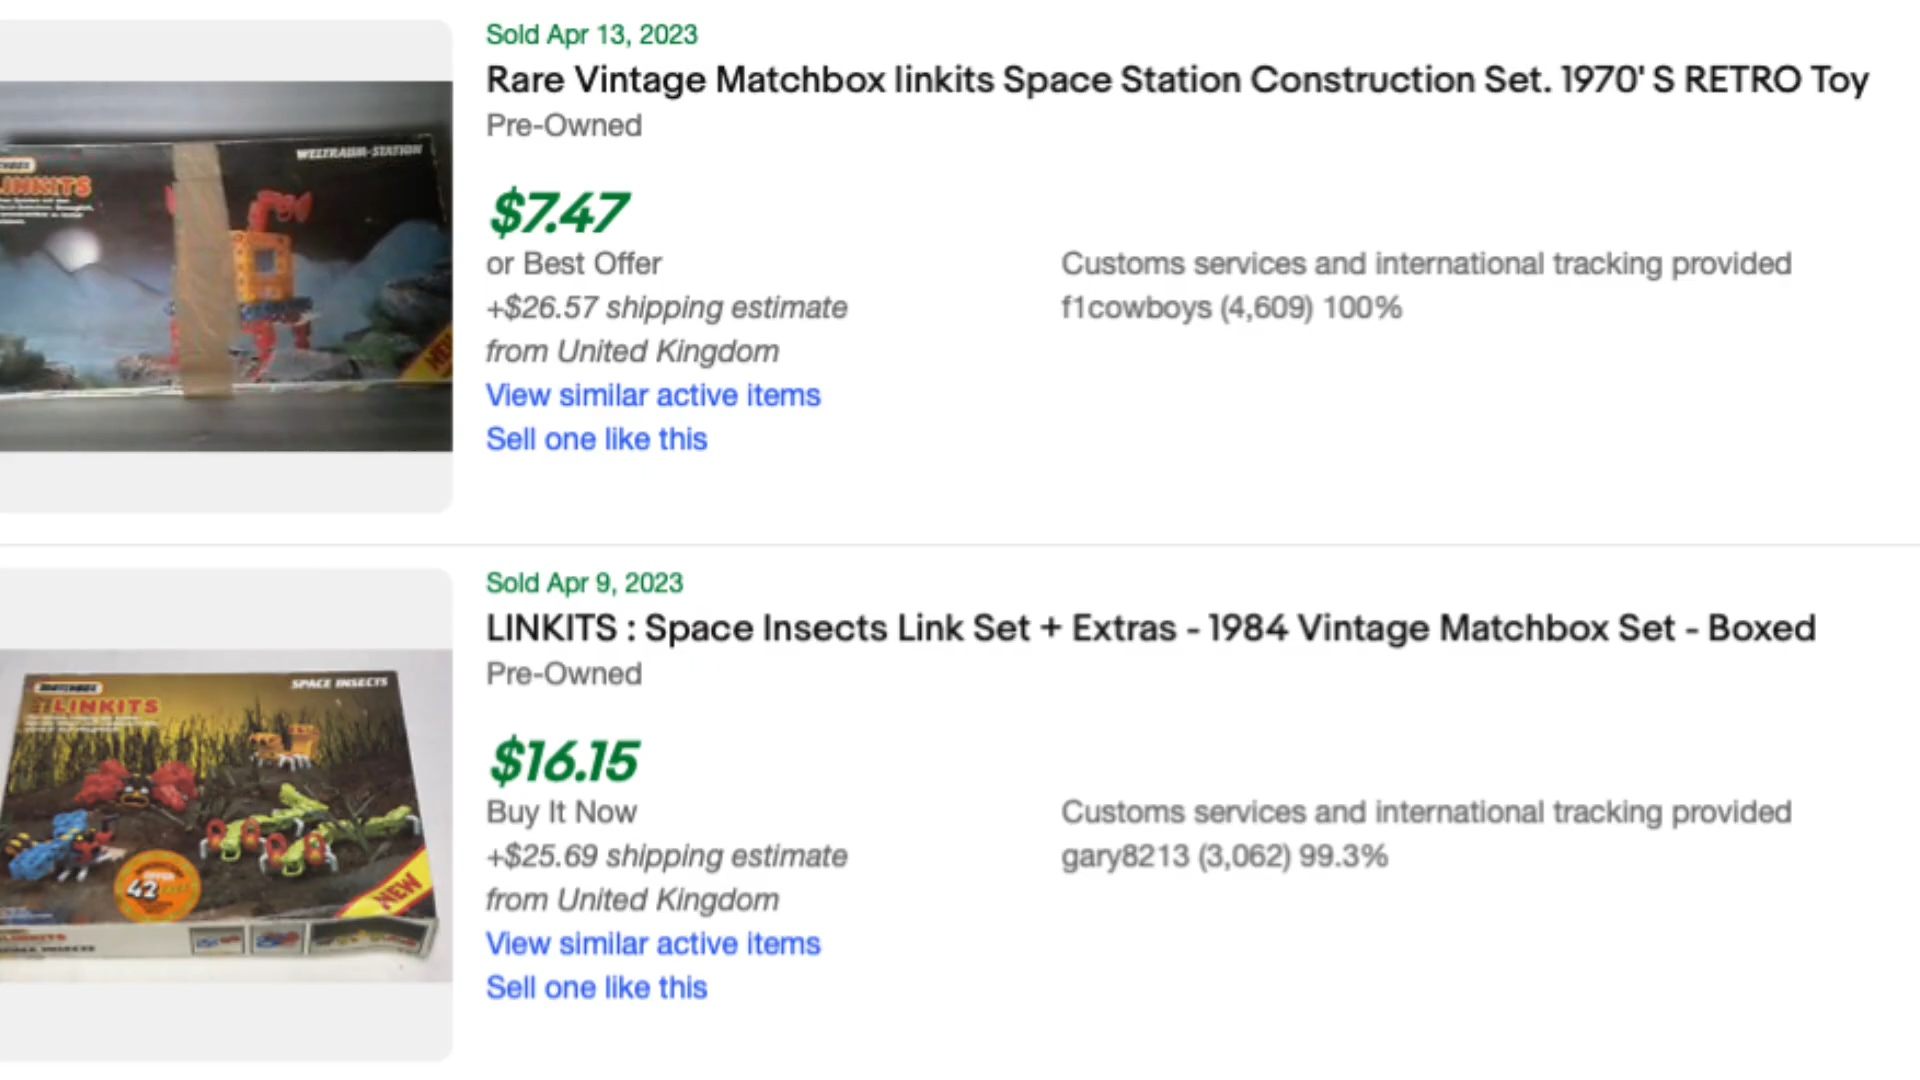 Sold Apr 13, 2023
Rare Vintage Matchbox linkits Space Station Construction Set. 1970' S RETRO Toy
Pre-Owned
WELTRAUM-STATION
LINKITS
$7.47
or Best Offer
Customs services and international tracking provided
+$26.57 shipping estimate
f1cowboys (4,609) 100%
from United Kingdom
View similar active items
Sell one like this
Sold Apr 9, 2023
LINKITS : Space Insects Link Set + Extras - 1984 Vintage Matchbox Set - Boxed
Pre-Owned
MATCHBOX
SPACE INSECTS
LINKITS
42
NEW
$16.15
Buy It Now
Customs services and international tracking provided
+$25.69 shipping estimate
gary8213 (3,062) 99.3%
from United Kingdom
View similar active items
Sell one like this